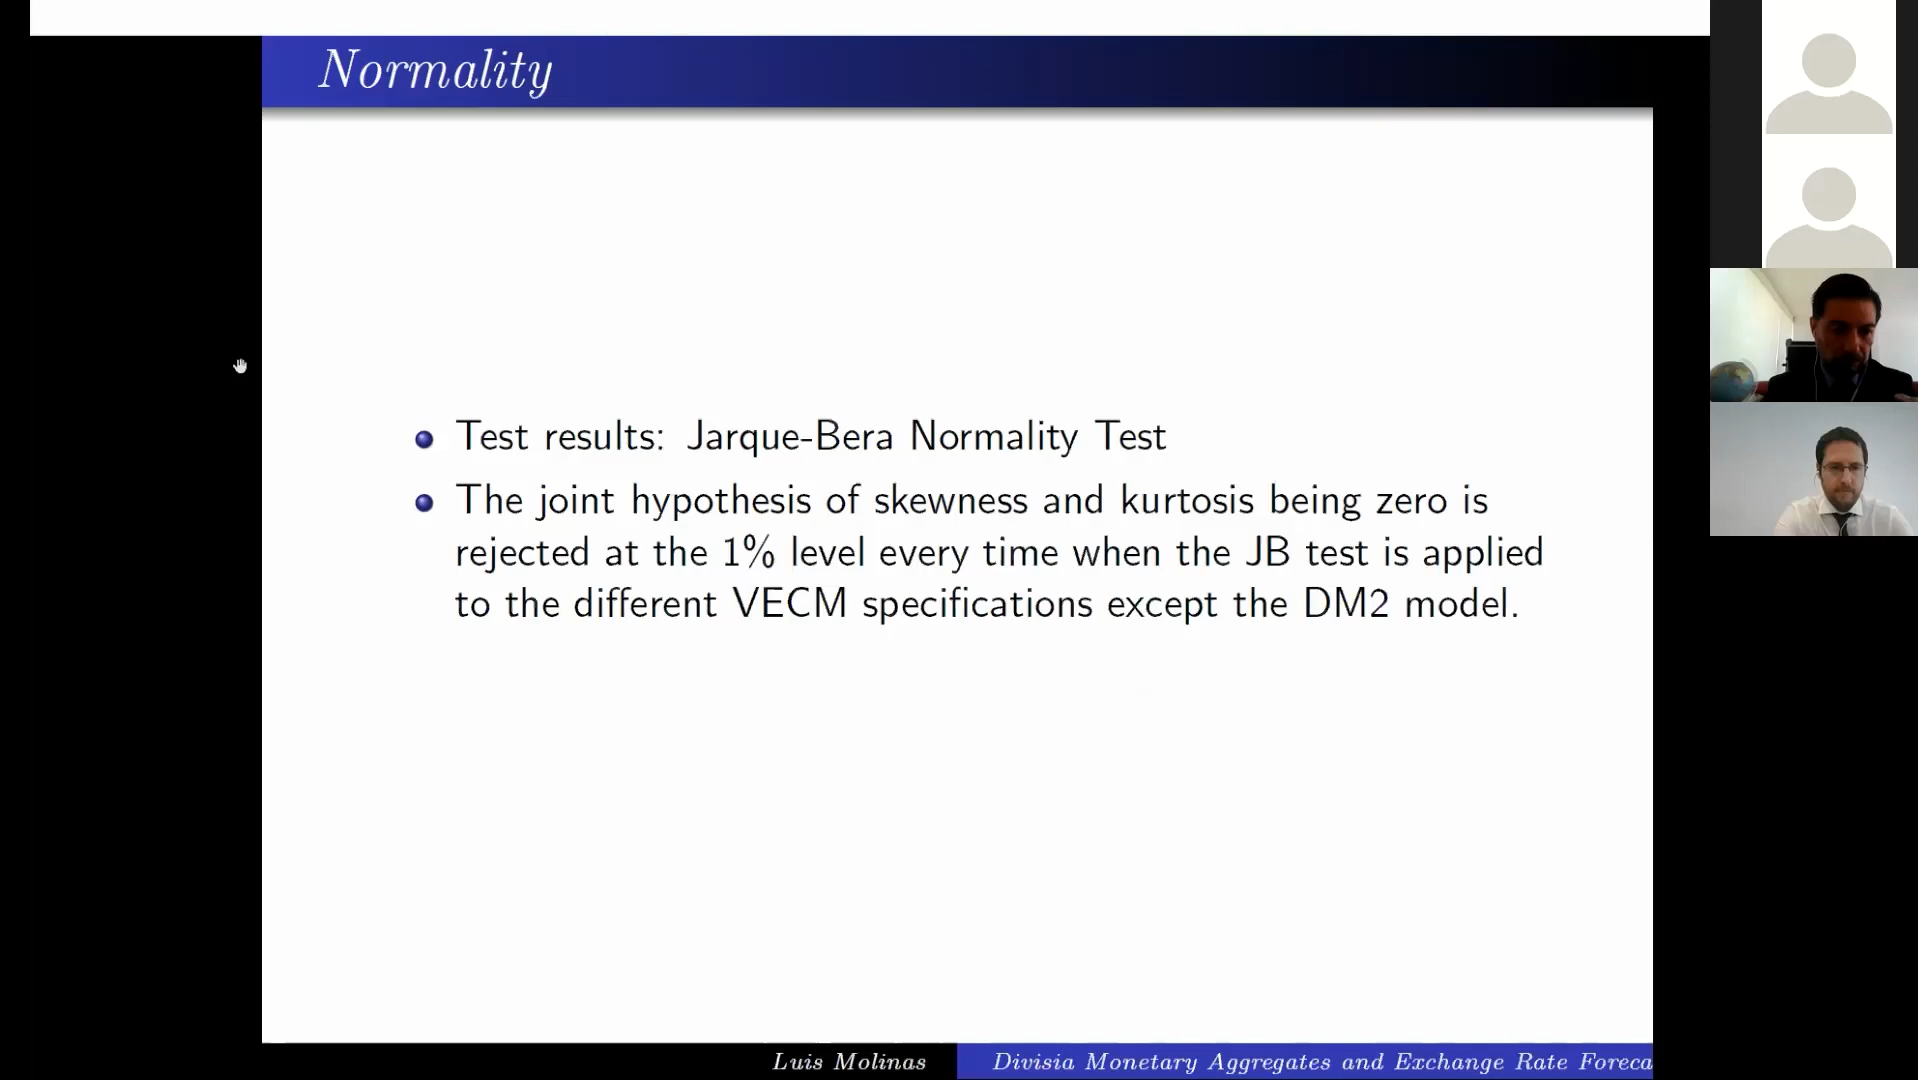 Normality
Test results: Jarque-Bera Normality Test
The joint hypothesis of skewness and kurtosis being zero is
rejected at the 1% level every time when the JB test is applied
to the different VECM specifications except the DM2 model.
Luis Molinas
Divisia Monetary Aggregates and Exchange Rate Foreca